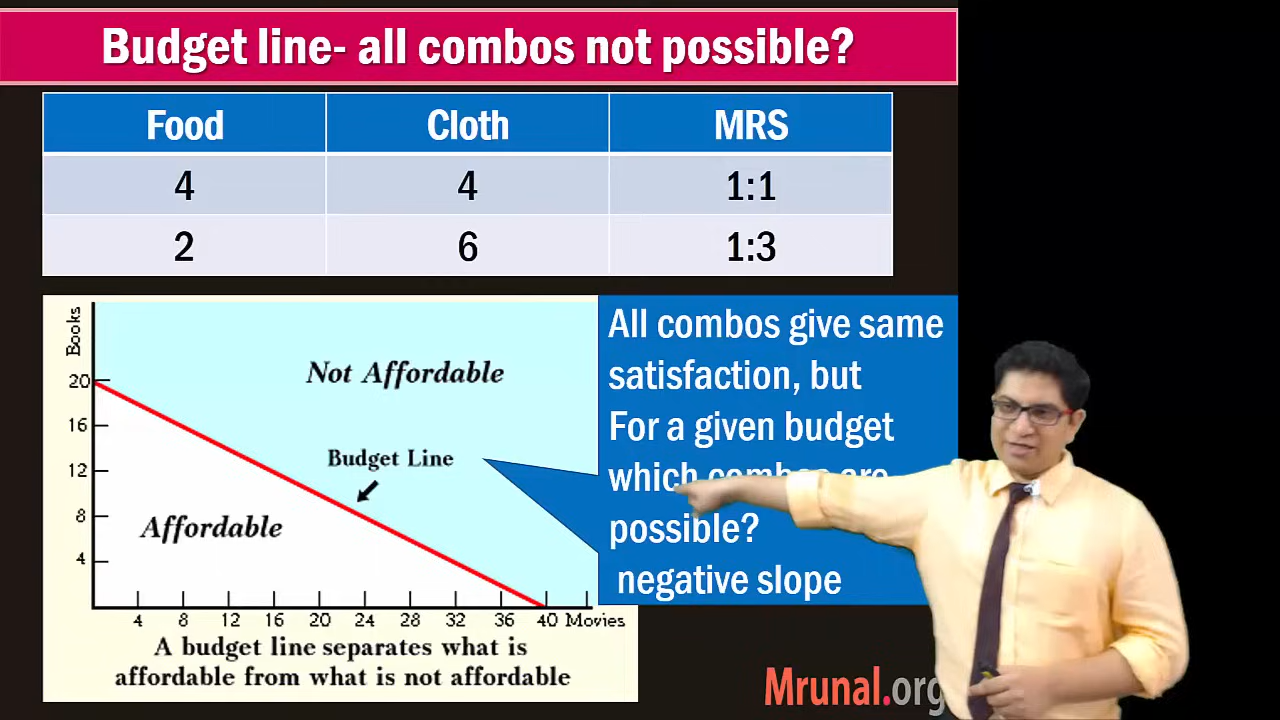 Budget line- all combos not possible?
Food Cloth MRS
4 4 1:1
2 6 1:3
Books
20
16
12
8
4
Not Affordable
Budget Line
Affordable
4 8 12 16 20 24 28 32 36 40 Movies
A budget line separates what is
affordable from what is not affordable
All combos give same
satisfaction, but
For a given budget
which combos are
possible?
negative slope
Mrunal.org